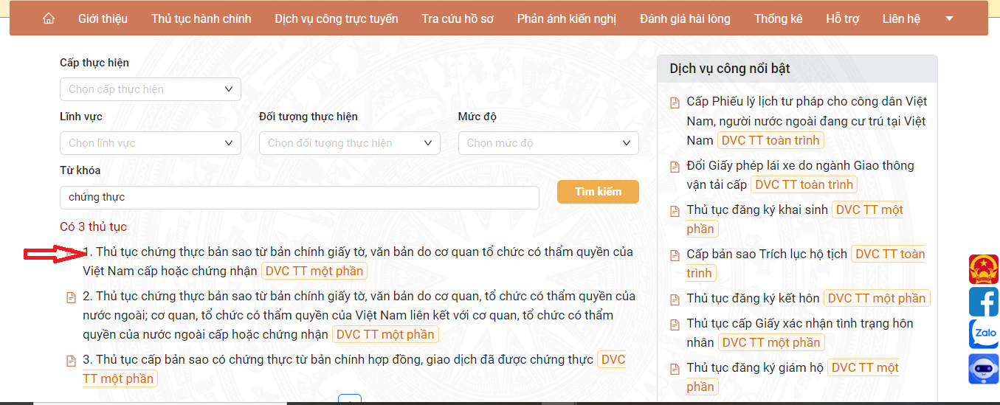 Giới thiệu Thủ tục hành chính Dịch vụ công trực tuyến Tra cứu hồ sơ Phản ánh kiến nghị Đánh giá hài lòng Thống kê Hỗ trợ Liên hệ
Cấp thực hiện
Chọn cấp thực hiện
Lĩnh vực Đối tượng thực hiện Mức độ
Chọn lĩnh vực Chọn đối tượng thực hiện Chọn mức độ
Từ khóa
chứng thực Tìm kiếm
Có 3 thủ tục
1. Thủ tục chứng thực bản sao từ bản chính giấy tờ, văn bản do cơ quan tổ chức có thẩm quyền của
Việt Nam cấp hoặc chứng nhận DVC TT một phần
2. Thủ tục chứng thực bản sao từ bản chính giấy tờ, văn bản do cơ quan, tổ chức có thẩm quyền của
nước ngoài; cơ quan, tổ chức có thẩm quyền của Việt Nam liên kết với cơ quan, tổ chức có thẩm
quyền của nước ngoài cấp hoặc chứng nhận DVC TT một phần
3. Thủ tục cấp bản sao có chứng thực từ bản chính hợp đồng, giao dịch đã được chứng thực DVC
TT một phần
Dịch vụ công nổi bật
Cấp Phiếu lý lịch tư pháp cho công dân Việt
Nam, người nước ngoài đang cư trú tại Việt
Nam DVC TT toàn trình
Đổi Giấy phép lái xe do ngành Giao thông
vận tải cấp DVC TT toàn trình
Thủ tục đăng ký khai sinh DVC TT một
phần
Cấp bản sao Trích lục hộ tịch DVC TT toàn
trình
Thủ tục đăng ký kết hôn DVC TT một phần
Thủ tục cấp Giấy xác nhận tình trạng hôn
nhân DVC TT một phần
Thủ tục đăng ký giám hộ DVC TT một
phần
Zalo